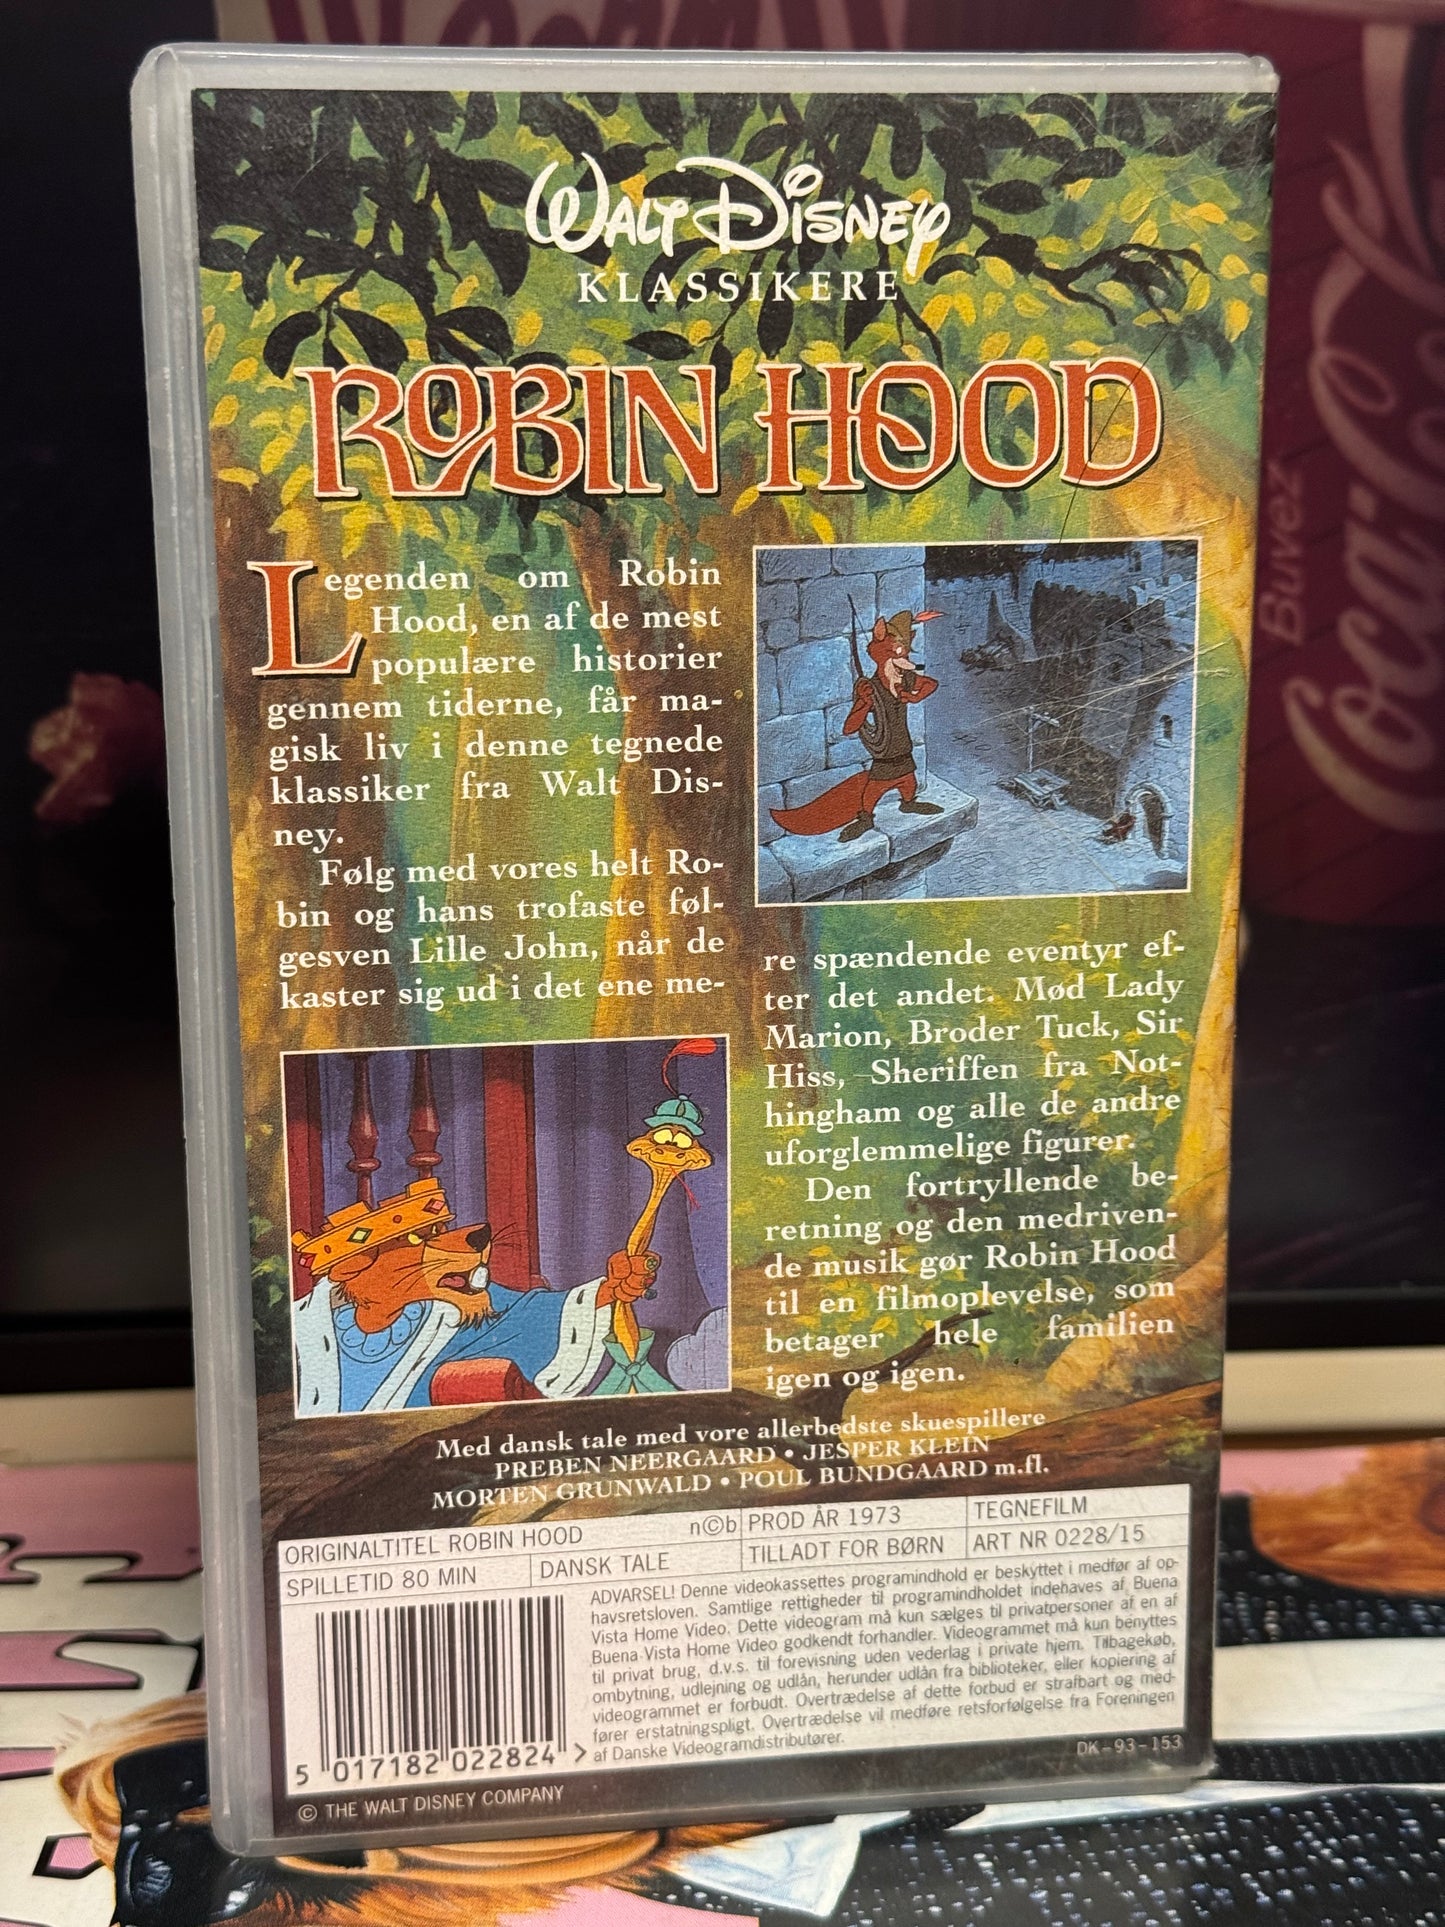 WALT DISNEY
KLASSIKERE
ROBIN HOOD
Legenden om Robin
Hood, en af de mest
populære historier
gennem tiderne, får ma-
gisk liv i denne tegnede
klassiker fra Walt Dis-
ney.
Følg med vores helt Ro-
bin og hans trofaste føl-
gesven Lille John, når de
kaster sig ud i det ene me-
re spændende eventyr ef-
ter det andet. Mød Lady
Marion, Broder Tuck, Sir
Hiss, Sheriffen fra Not-
hingham og alle de andre
uforglemmelige figurer.
Den fortryllende be-
retning og den medriven-
de musik gør Robin Hood
til en filmoplevelse, som
betager hele familien
igen og igen.
Med dansk tale med vore allerbedste skuespillere
PREBEN NEERGAARD • JESPER KLEIN
MORTEN GRUNWALD • POUL BUNDGAARD m.fl.
ORIGINALTITEL ROBIN HOOD n©b PROD ÅR 1973 TEGNEFILM
SPILLETID 80 MIN DANSK TALE TILLADT FOR BØRN ART NR 0228/15
ADVARSEL! Denne videokassettes programindhold er beskyttet i medfør af op-
havsretsloven. Samtlige rettigheder til programindholdet indehaves af Buena
Vista Home Video. Dette videogram må kun sælges til privatpersoner af en af
Buena Vista Home Video godkendt forhandler. Videogrammet må kun benyttes
til privat brug, d.v.s. til forevisning uden vederlag i private hjem. Tilbagekøb,
ombytning, udlejning og udlån, herunder udlån fra biblioteker, eller kopiering af
videogrammet er forbudt. Overtrædelse af dette forbud er strafbart og med-
fører erstatningspligt. Overtrædelse vil medføre retsforfølgelse fra Foreningen
af Danske Videogramdistributører.
5 017182 022824 >
DK-93-153
© THE WALT DISNEY COMPANY
Buvez
Coca-Co